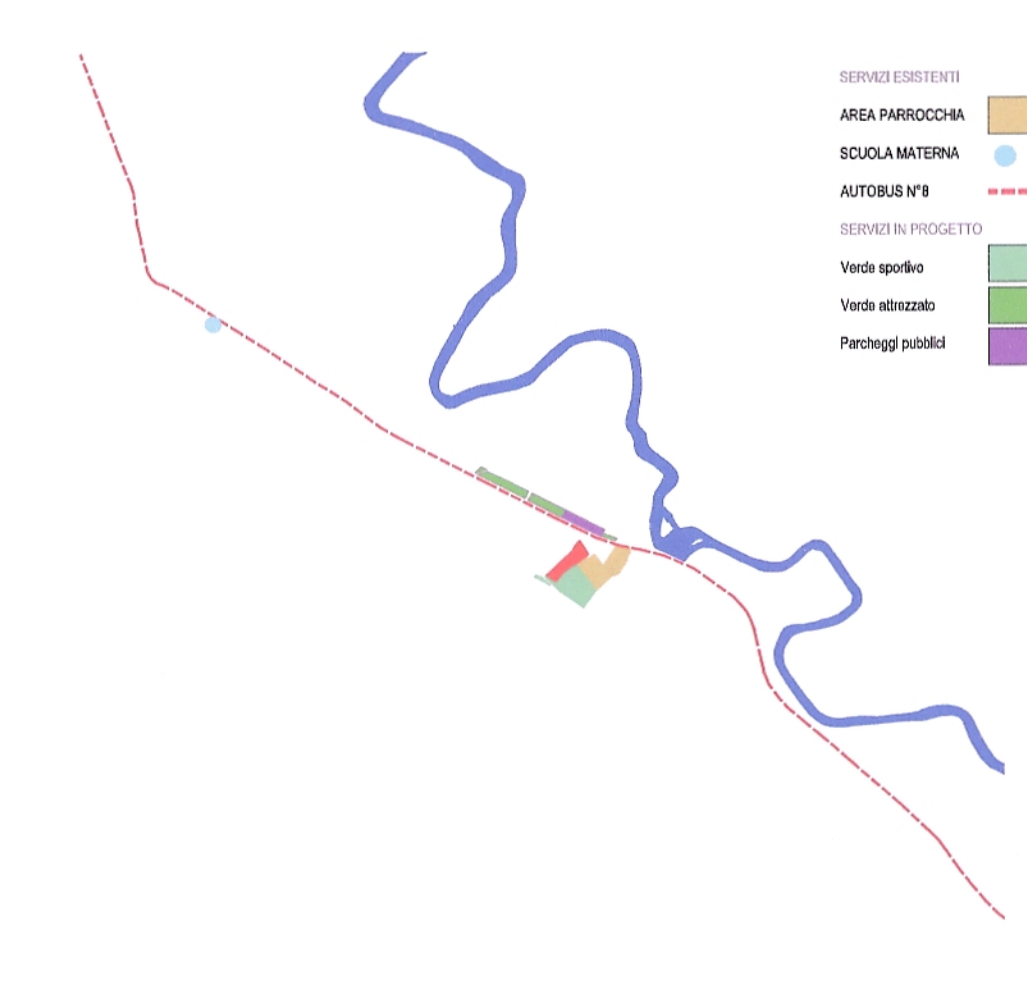 SERVIZI ESISTENTI
AREA PARROCCHIA
SCUOLA MATERNA
AUTOBUS N°8
SERVIZI IN PROGETTO
Verde sportivo
Verde attrezzato
Parcheggi pubblici